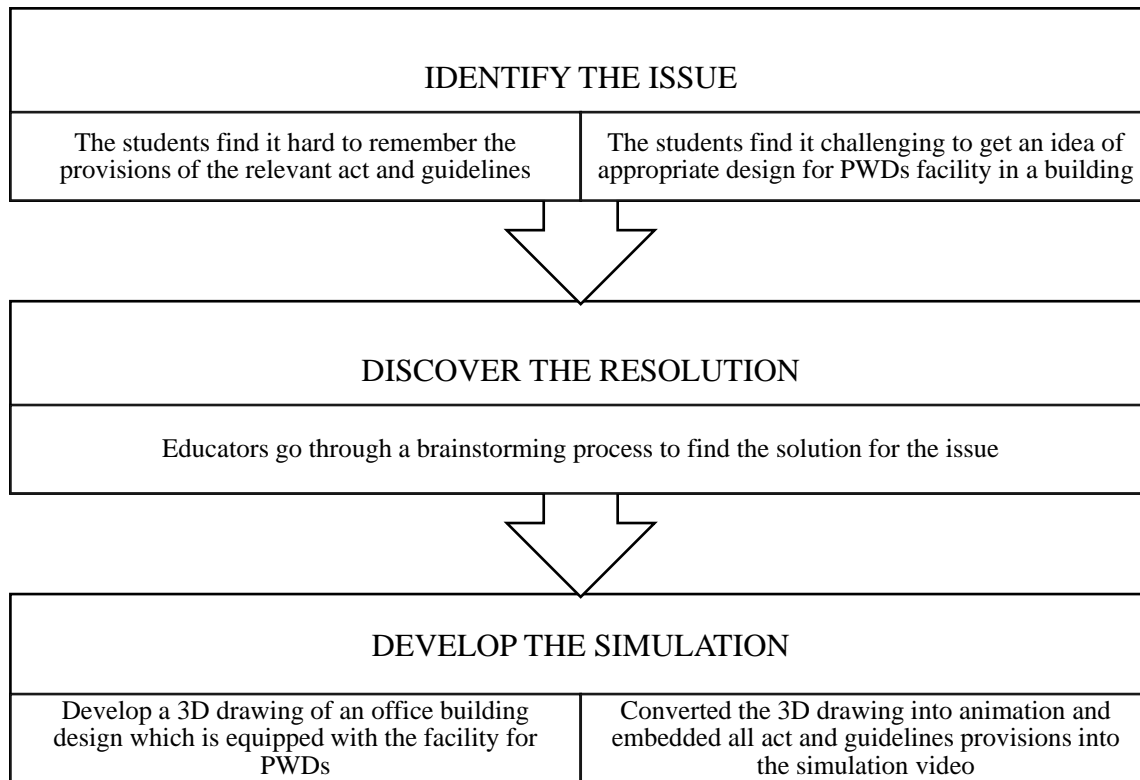 IDENTIFY THE ISSUE
The students find it hard to remember the
provisions of the relevant act and guidelines
The students find it challenging to get an idea of
appropriate design for PWDs facility in a building
DISCOVER THE RESOLUTION
Educators go through a brainstorming process to find the solution for the issue
DEVELOP THE SIMULATION
Develop a 3D drawing of an office building
design which is equipped with the facility for
PWDs
Converted the 3D drawing into animation and
embedded all act and guidelines provisions into
the simulation video